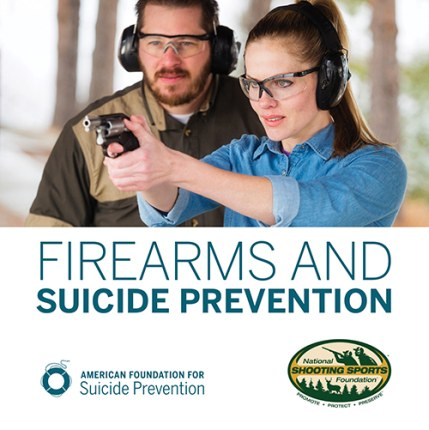 FIREARMS AND
SUICIDE PREVENTION
AMERICAN FOUNDATION FOR
Suicide Prevention
National
SHOOTING SPORTS
Foundation
PROMOTE • PROTECT • PRESERVE